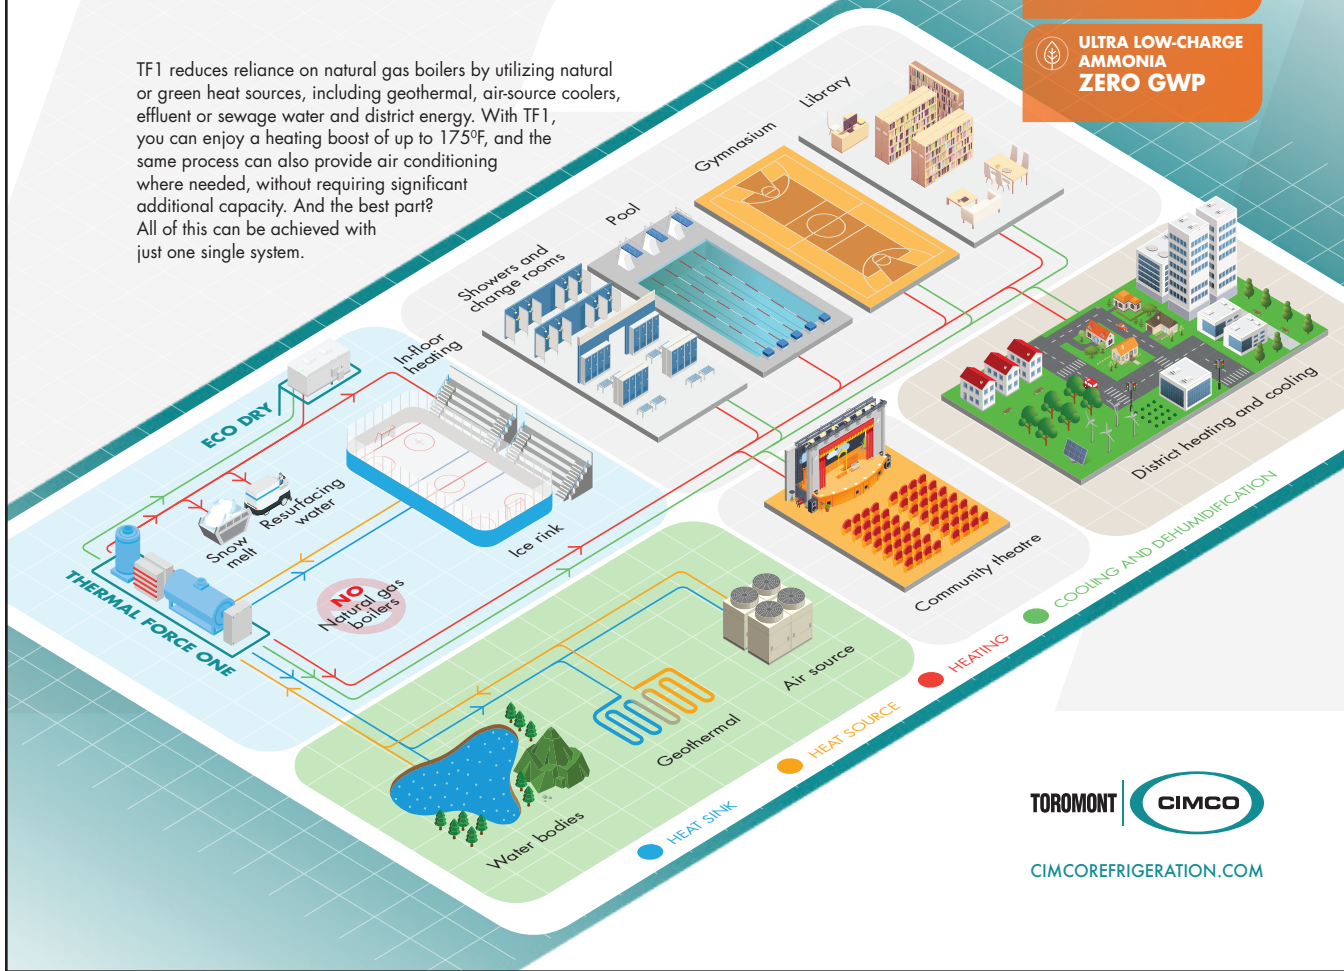 TF1 reduces reliance on natural gas boilers by utilizing natural
or green heat sources, including geothermal, air-source coolers,
effluent or sewage water and district energy. With TF1,
you can enjoy a heating boost of up to 175ºF, and the
same process can also provide air conditioning
where needed, without requiring significant
additional capacity. And the best part?
All of this can be achieved with
just one single system.
ULTRA LOW-CHARGE
AMMONIA
ZERO GWP
Library
Gymnasium
Pool
Showers and
change rooms
In-floor
heating
ECO DRY
Resurfacing
water
Snow
melt
Ice rink
THERMAL FORCE ONE
NO
Natural gas
boilers
District heating and cooling
Community theatre
Air source
Geothermal
Water bodies
COOLING AND DEHUMIDIFICATION
HEATING
HEAT SOURCE
HEAT SINK
TOROMONT
CIMCO
CIMCOREFRIGERATION.COM